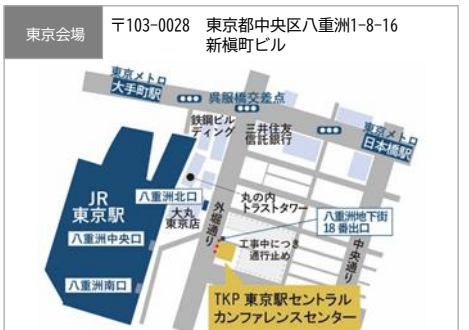 東京会場
〒103-0028　東京都中央区八重洲1-8-16
新槇町ビル
東京メトロ
大手町駅
呉服橋交差点
鉄鋼ビル
ディング
三井住友
信託銀行
東京メトロ
日本橋駅
JR
東京駅
八重洲北口
大丸
東京店
丸の内
トラストタワー
外堀通り
八重洲地下街
18番出口
八重洲中央口
工事中につき
通行止め
中央通り
八重洲南口
TKP 東京駅セントラル
カンファレンスセンター